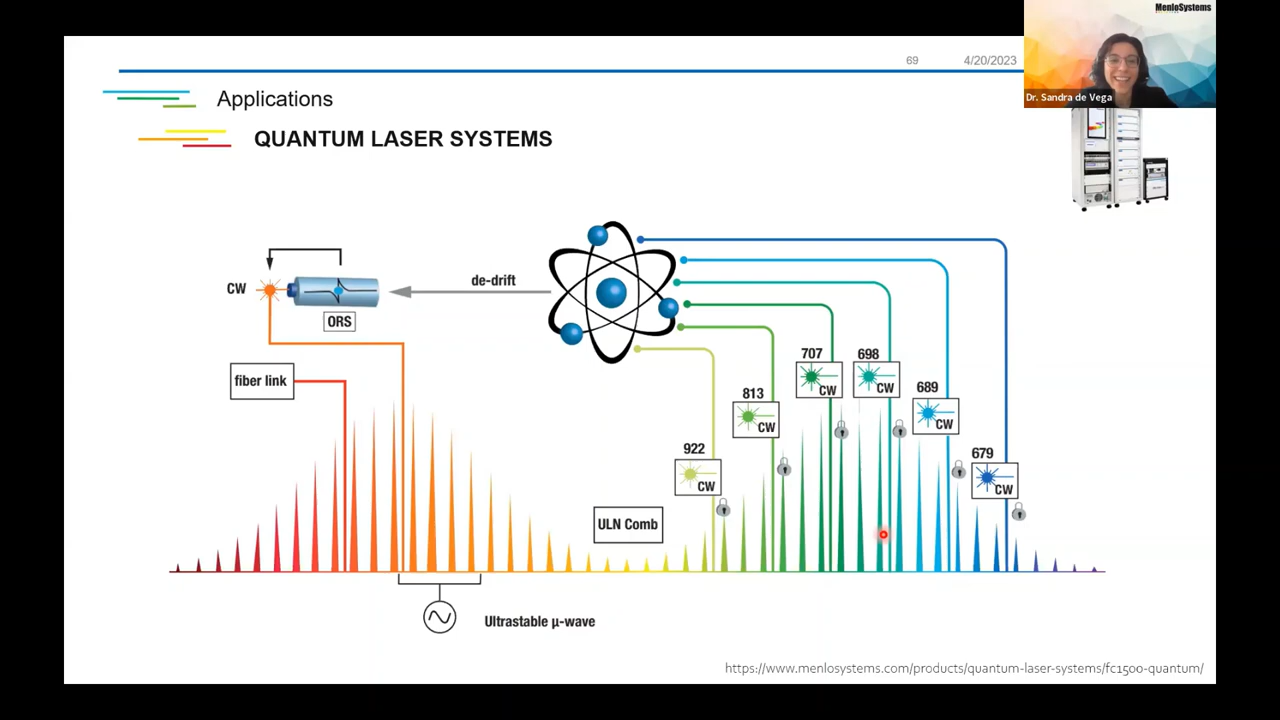 MenloSystems
69
4/20/2023
Dr. Sandra de Vega
Applications
QUANTUM LASER SYSTEMS
CW
ORS
de-drift
fiber link
707
CW
698
CW
813
CW
689
CW
922
CW
679
CW
ULN Comb
Ultrastable μ-wave
https://www.menlosystems.com/products/quantum-laser-systems/fc1500-quantum/